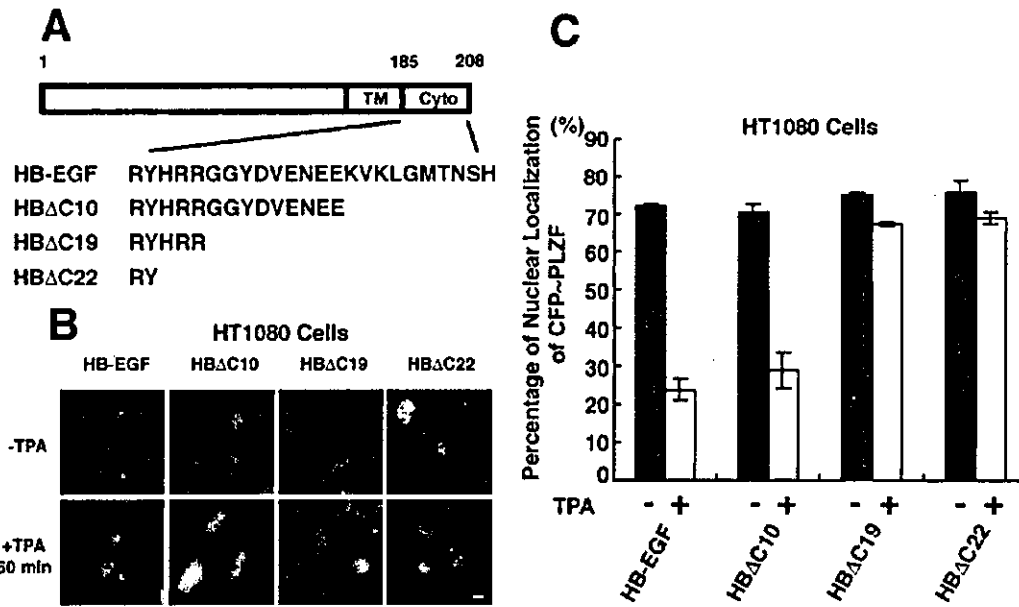 A
1 185 208
TM Cyto
HB-EGF RYHRRGGYDVENEEKVKLGMTNSH
HBΔC10 RYHRRGGYDVENEE
HBΔC19 RYHRR
HBΔC22 RY
B
HT1080 Cells
HB-EGF HBΔC10 HBΔC19 HBΔC22
-TPA
+TPA
60 min
C
(%)
HT1080 Cells
Percentage of Nuclear Localization
of CFP~PLZF
90
80
70
60
50
40
30
20
10
0
TPA - + - + - + - +
HB-EGF HBΔC10 HBΔC19 HBΔC22